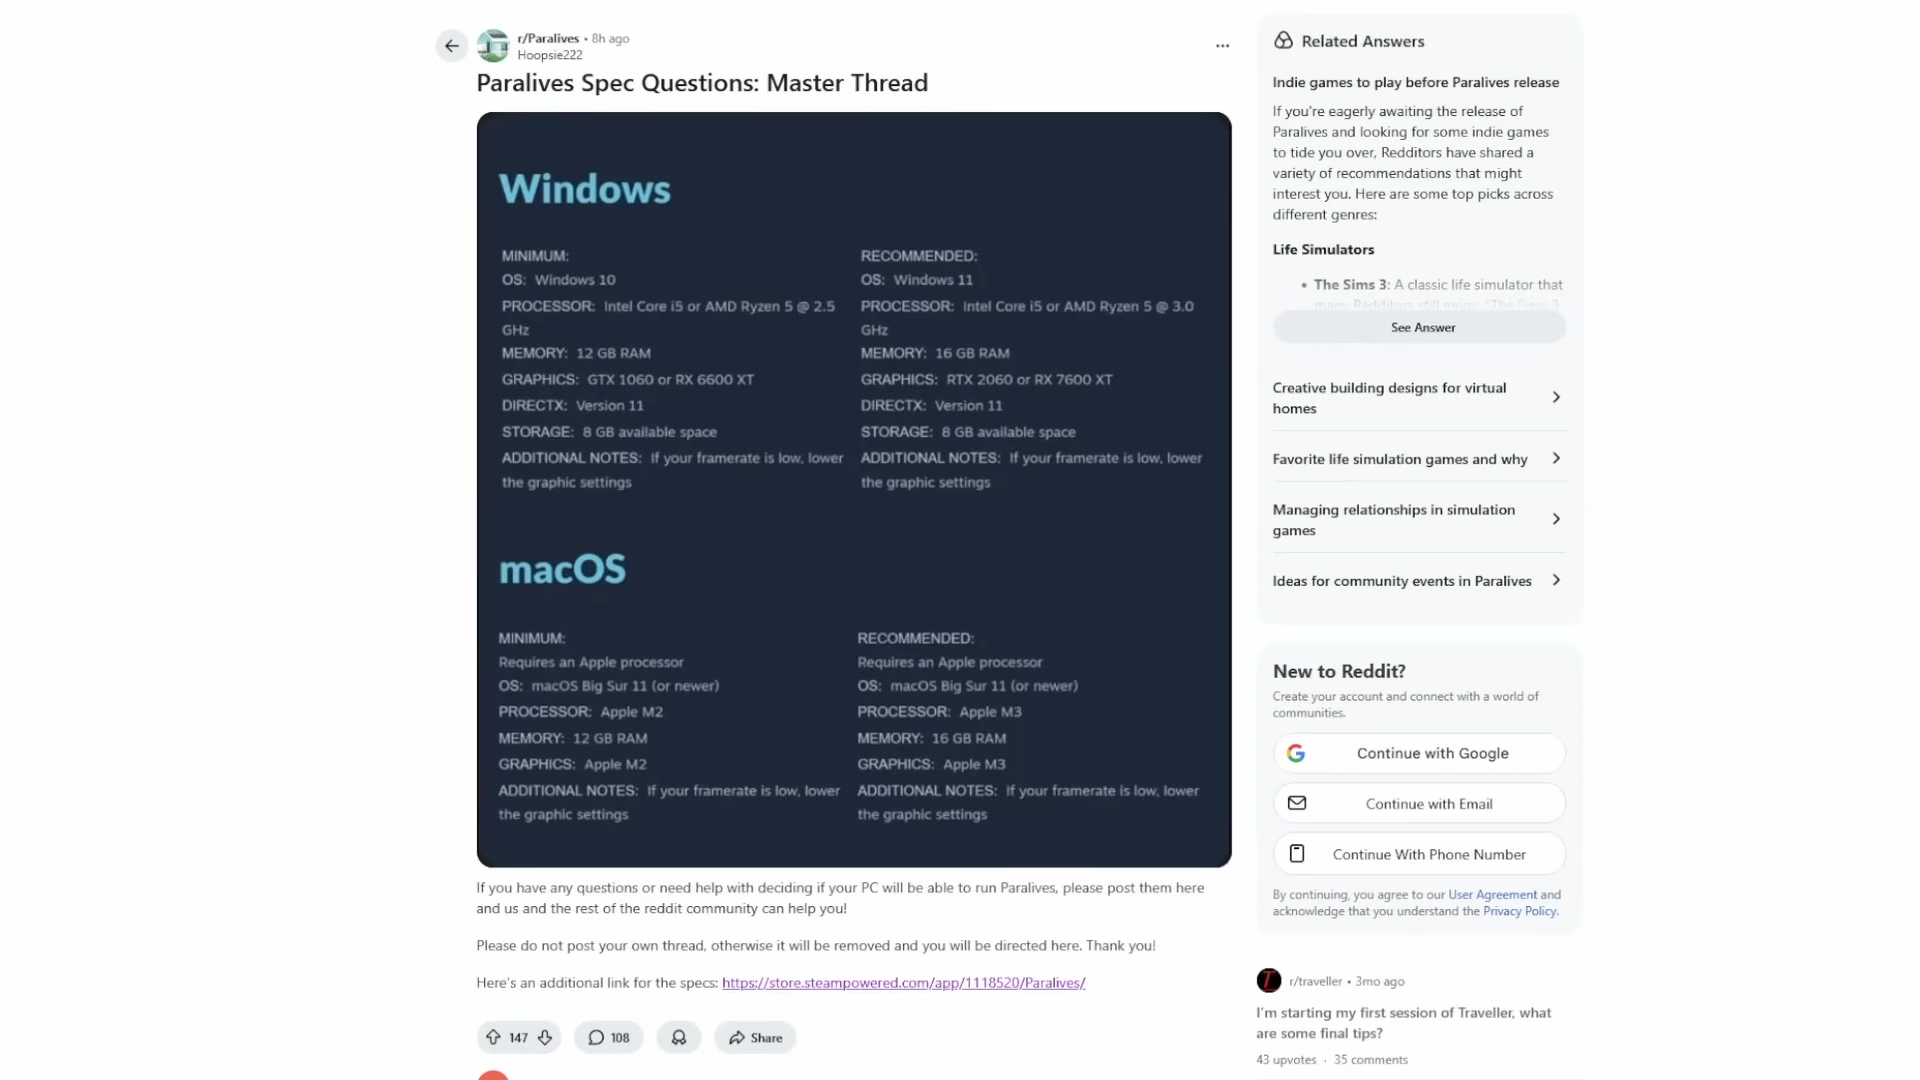 r/Paralives • 8h ago
Hoopsie222
Paralives Spec Questions: Master Thread
Windows
MINIMUM:
OS: Windows 10
PROCESSOR: Intel Core i5 or AMD Ryzen 5 @ 2.5
GHz
MEMORY: 12 GB RAM
GRAPHICS: GTX 1060 or RX 6600 XT
DIRECTX: Version 11
STORAGE: 8 GB available space
ADDITIONAL NOTES: If your framerate is low, lower
the graphic settings
RECOMMENDED:
OS: Windows 11
PROCESSOR: Intel Core i5 or AMD Ryzen 5 @ 3.0
GHz
MEMORY: 16 GB RAM
GRAPHICS: RTX 2060 or RX 7600 XT
DIRECTX: Version 11
STORAGE: 8 GB available space
ADDITIONAL NOTES: If your framerate is low, lower
the graphic settings
macOS
MINIMUM:
Requires an Apple processor
OS: macOS Big Sur 11 (or newer)
PROCESSOR: Apple M2
MEMORY: 12 GB RAM
GRAPHICS: Apple M2
ADDITIONAL NOTES: If your framerate is low, lower
the graphic settings
RECOMMENDED:
Requires an Apple processor
OS: macOS Big Sur 11 (or newer)
PROCESSOR: Apple M3
MEMORY: 16 GB RAM
GRAPHICS: Apple M3
ADDITIONAL NOTES: If your framerate is low, lower
the graphic settings
If you have any questions or need help with deciding if your PC will be able to run Paralives, please post them here
and us and the rest of the reddit community can help you!
Please do not post your own thread, otherwise it will be removed and you will be directed here. Thank you!
Here's an additional link for the specs: https://store.steampowered.com/app/1118520/Paralives/
147
108
Share
Related Answers
Indie games to play before Paralives release
If you're eagerly awaiting the release of
Paralives and looking for some indie games
to tide you over, Redditors have shared a
variety of recommendations that might
interest you. Here are some top picks across
different genres:
Life Simulators
• The Sims 3: A classic life simulator that
many Redditors still enjoy. "The Sims 3
See Answer
Creative building designs for virtual
homes
Favorite life simulation games and why
Managing relationships in simulation
games
Ideas for community events in Paralives
New to Reddit?
Create your account and connect with a world of
communities.
Continue with Google
Continue with Email
Continue With Phone Number
By continuing, you agree to our User Agreement and
acknowledge that you understand the Privacy Policy.
r/traveller • 3mo ago
I'm starting my first session of Traveller, what
are some final tips?
43 upvotes · 35 comments